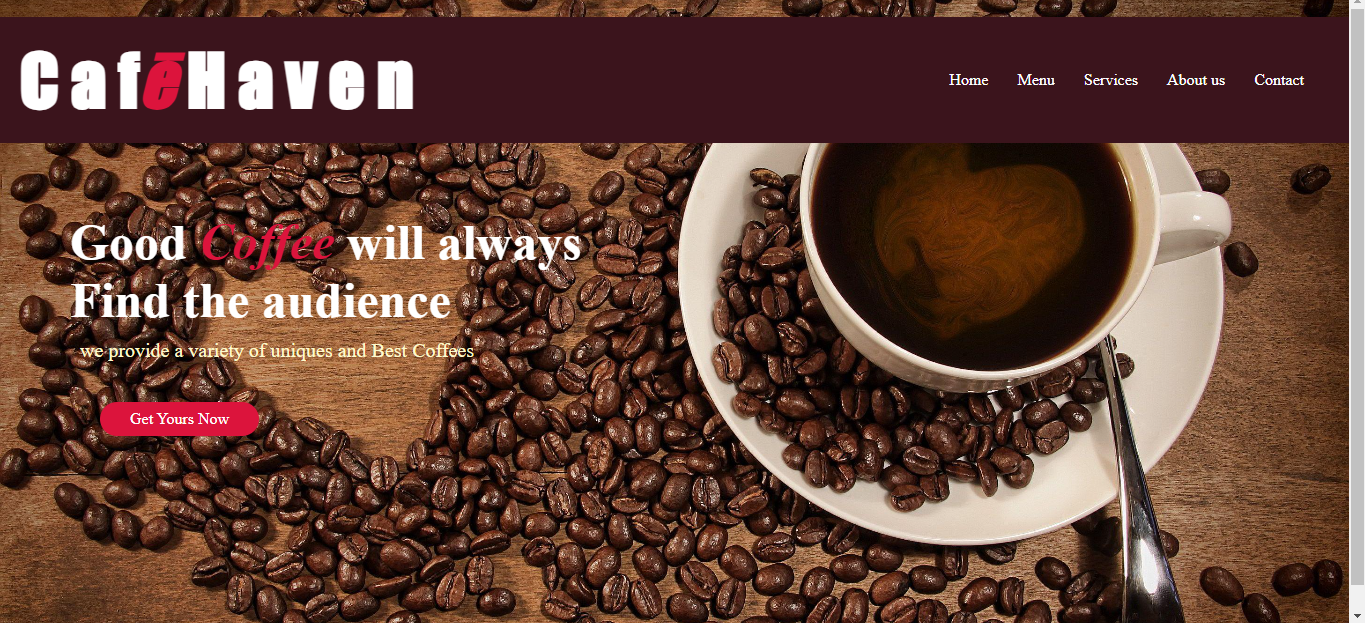 CafēHaven
Home Menu Services About us Contact
Good Coffee will always
Find the audience
we provide a variety of uniques and Best Coffees
Get Yours Now